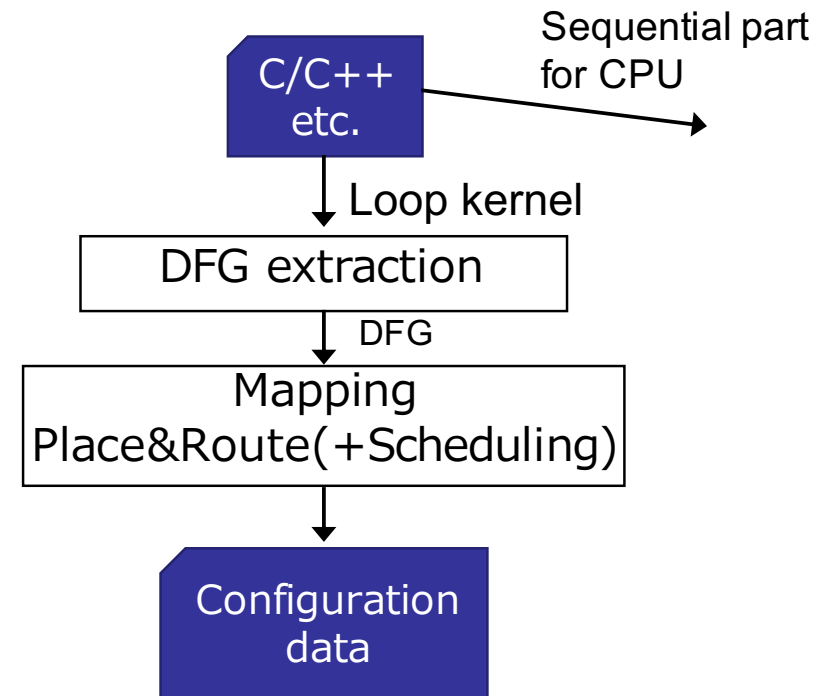 Sequential part
for CPU
C/C++
etc.
Loop kernel
DFG extraction
DFG
Mapping
Place&Route(+Scheduling)
Configuration
data